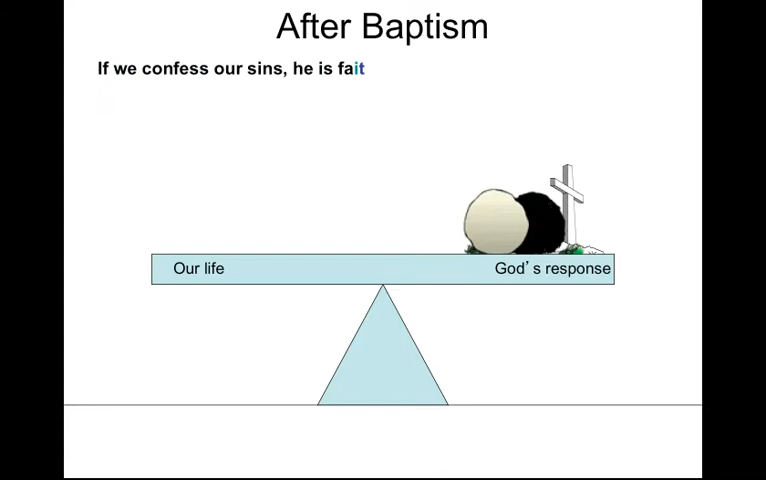 After Baptism
If we confess our sins, he is fait
Our life
God's response